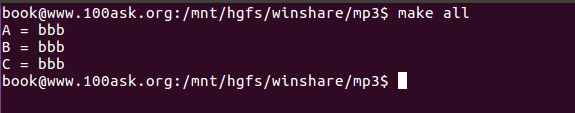 book@www.100ask.org:/mnt/hgfs/winshare/mp3$ make all
A = bbb
B = bbb
C = bbb
book@www.100ask.org:/mnt/hgfs/winshare/mp3$